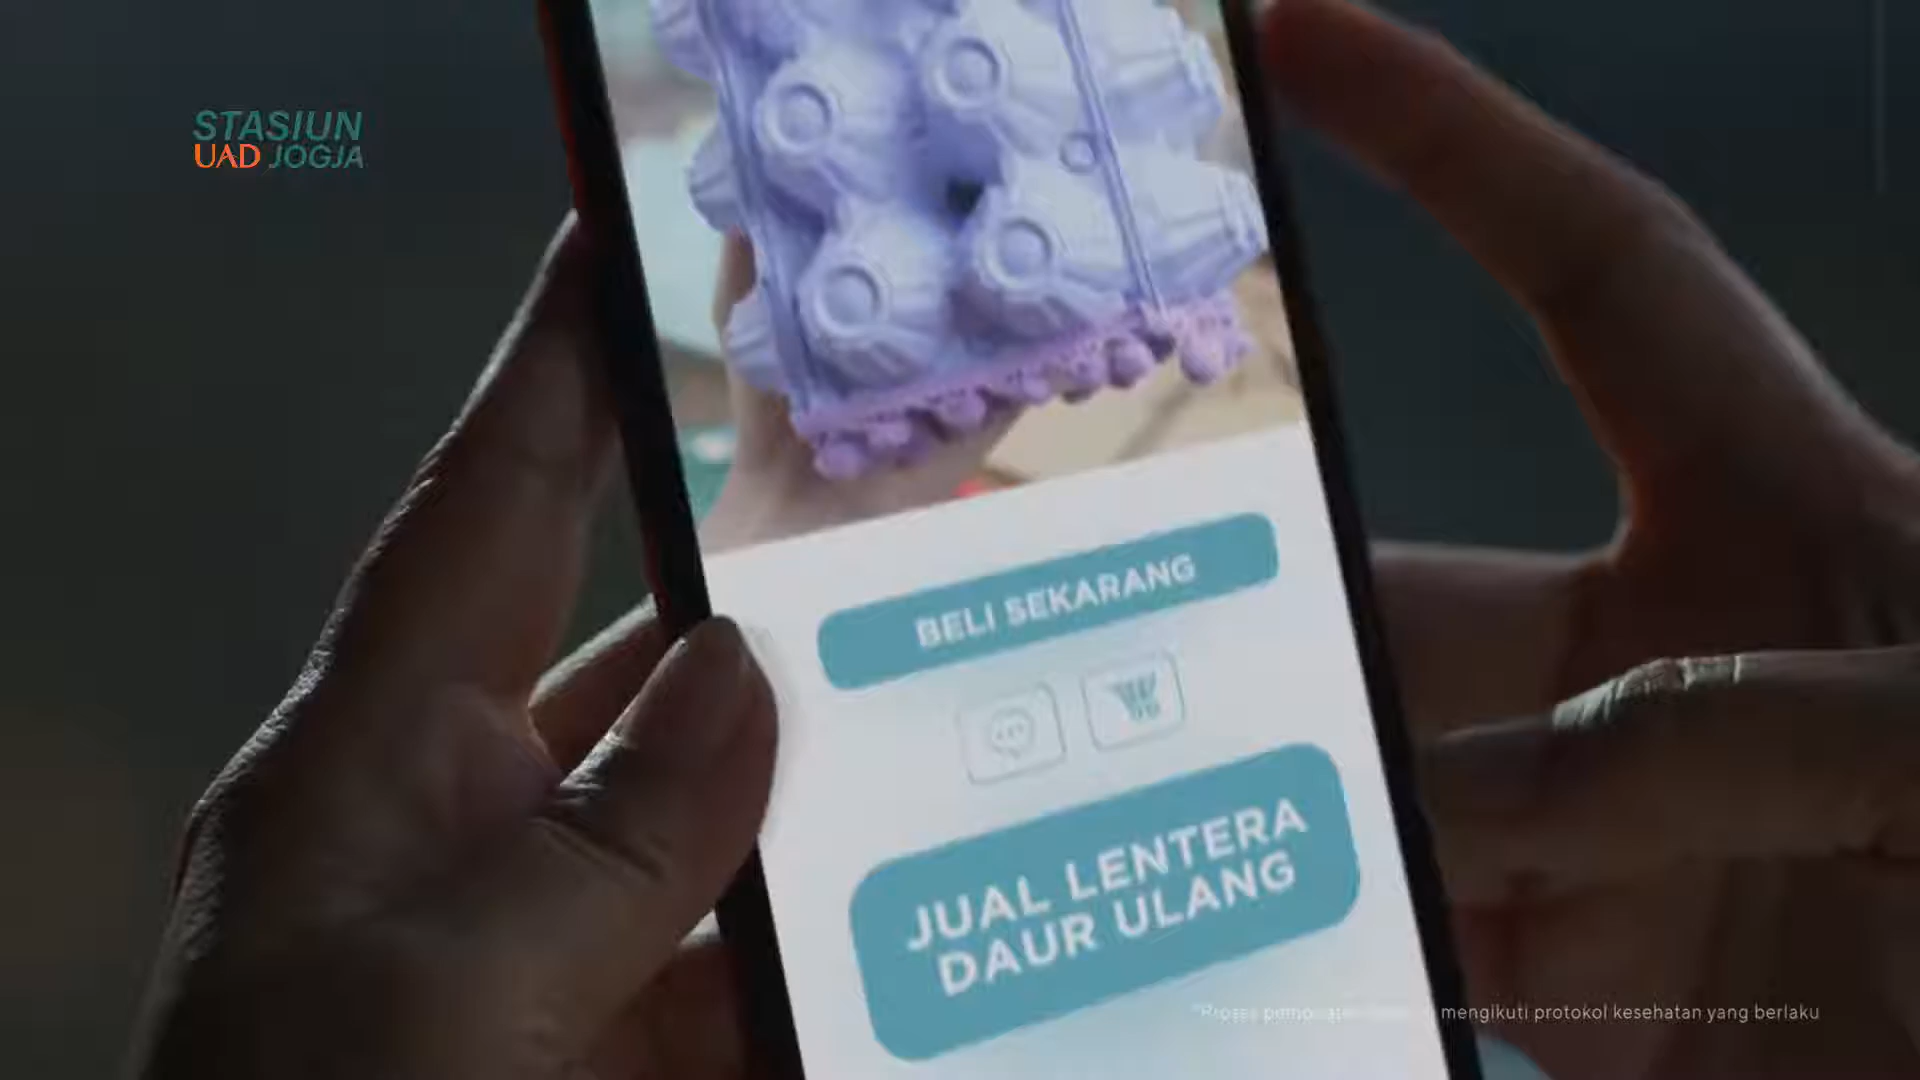 STASIUN
UAD JOGJA
BELI SEKARANG
JUAL LENTERA
DAUR ULANG
mengikuti protokol kesehatan yang berlaku